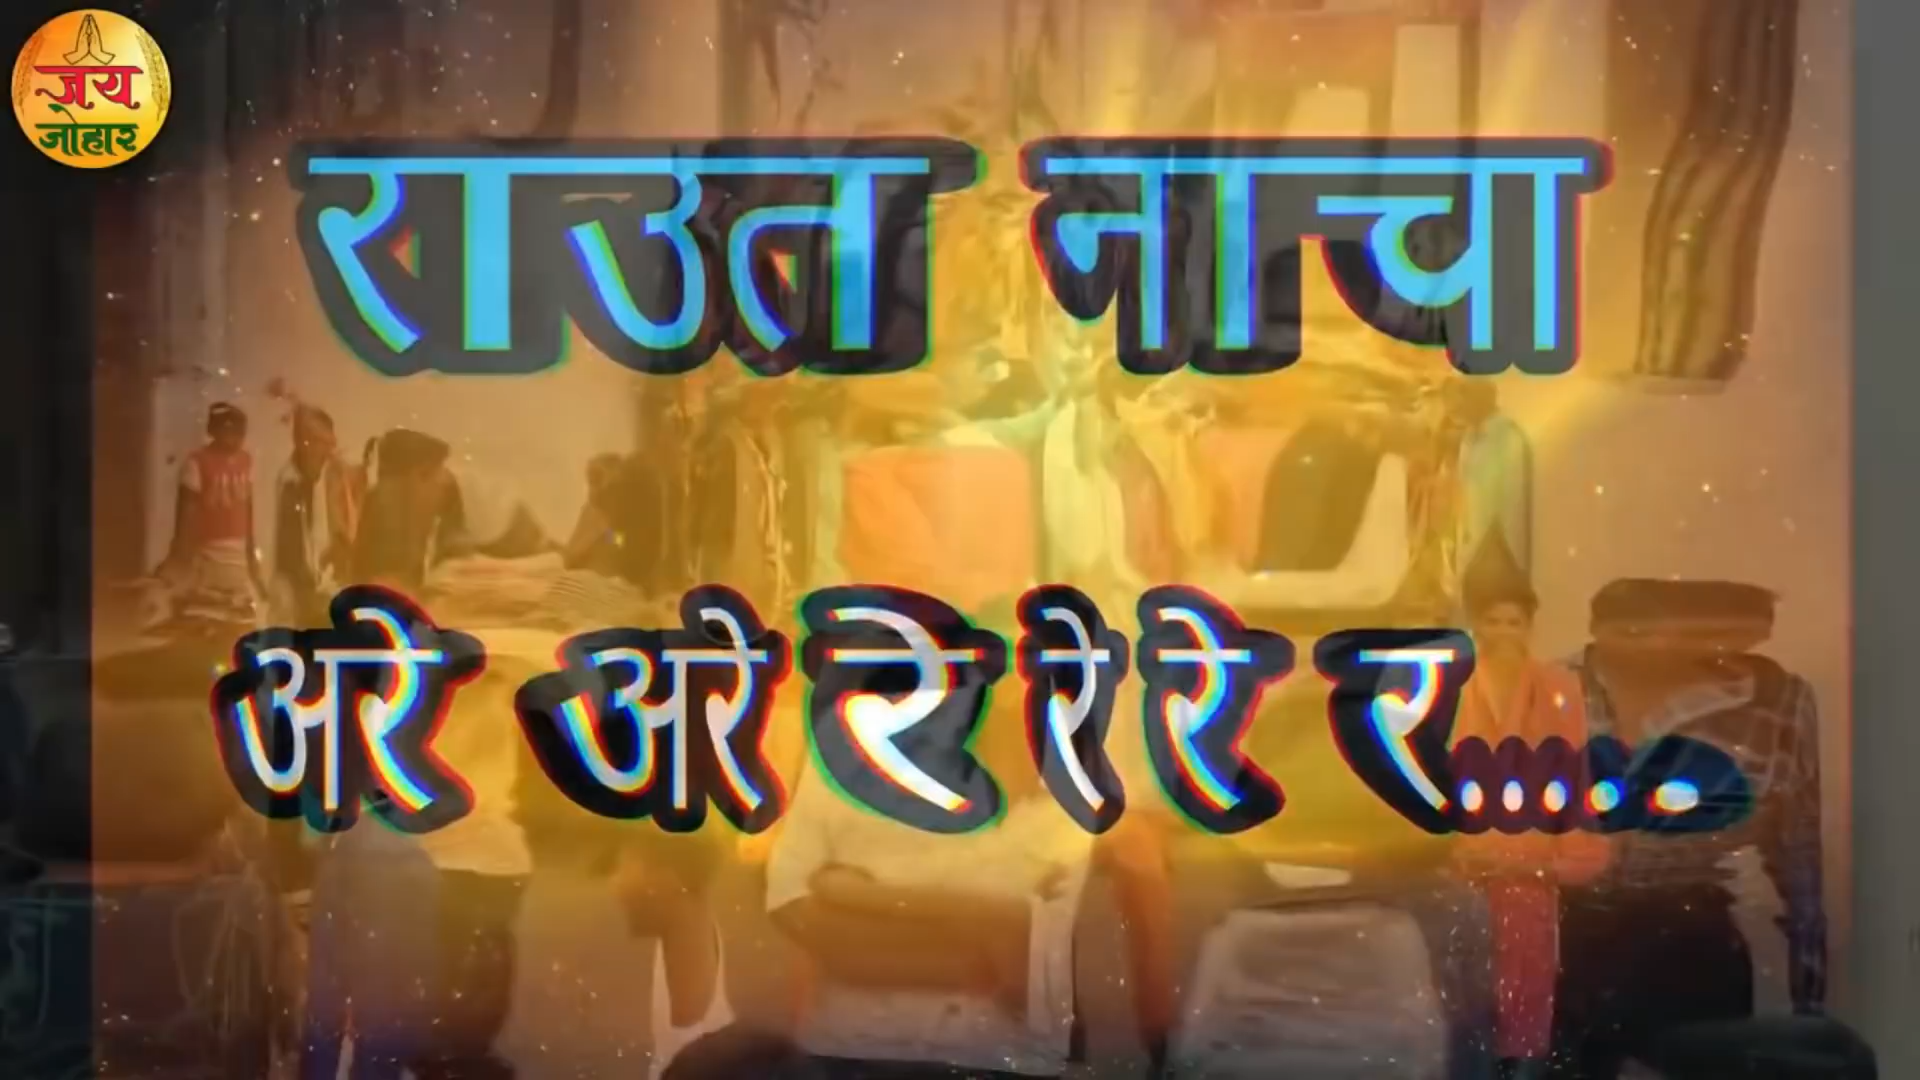 जय
जोहार
राउत नाचा
अरे अरे रे रे रे र.....